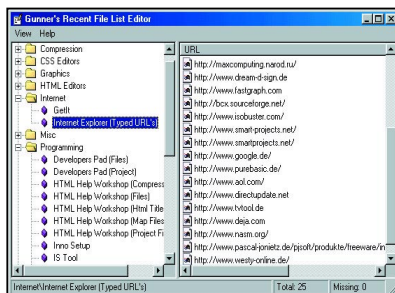 Gunner's Recent File List Editor
View Help
Compression
CSS Editors
Graphics
HTML Editors
Internet
GetIt
Internet Explorer (Typed URL's)
Misc
Programming
Developers Pad (Files)
Developers Pad (Project)
HTML Help Workshop (Compress
HTML Help Workshop (Files)
HTML Help Workshop (Html Title
HTML Help Workshop (Map Files
HTML Help Workshop (Project Fi
Inno Setup
IS Tool
URL
http://maxcomputing.narod.ru/
http://www.dream-d-sign.de
http://www.fastgraph.com
http://bcx.sourceforge.net/
http://www.isobuster.com/
http://www.smart-projects.net/
http://www.smartprojects.net/
http://www.google.de/
http://www.purebasic.de/
http://www.aol.com/
http://www.directupdate.net
http://www.tvtool.de
http://www.deja.com
http://www.nasm.org/
http://www.pascal-jonietz.de/pjsoft/produkte/freeware/in
http://www.westy-online.de/
Internet\Internet Explorer (Typed URL's)
Total: 25
Missing: 0